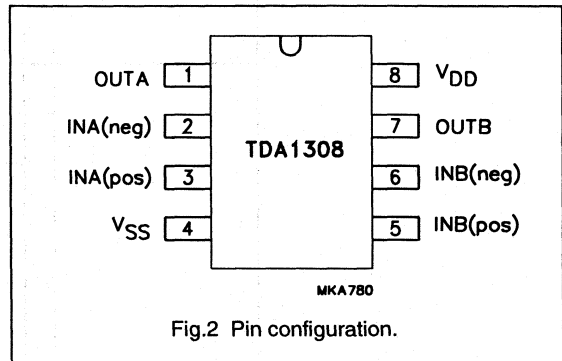 OUTA 1 8 VDD
INA(neg) 2 7 OUTB
TDA1308
INA(pos) 3 6 INB(neg)
VSS 4 5 INB(pos)
MKA780
Fig.2 Pin configuration.